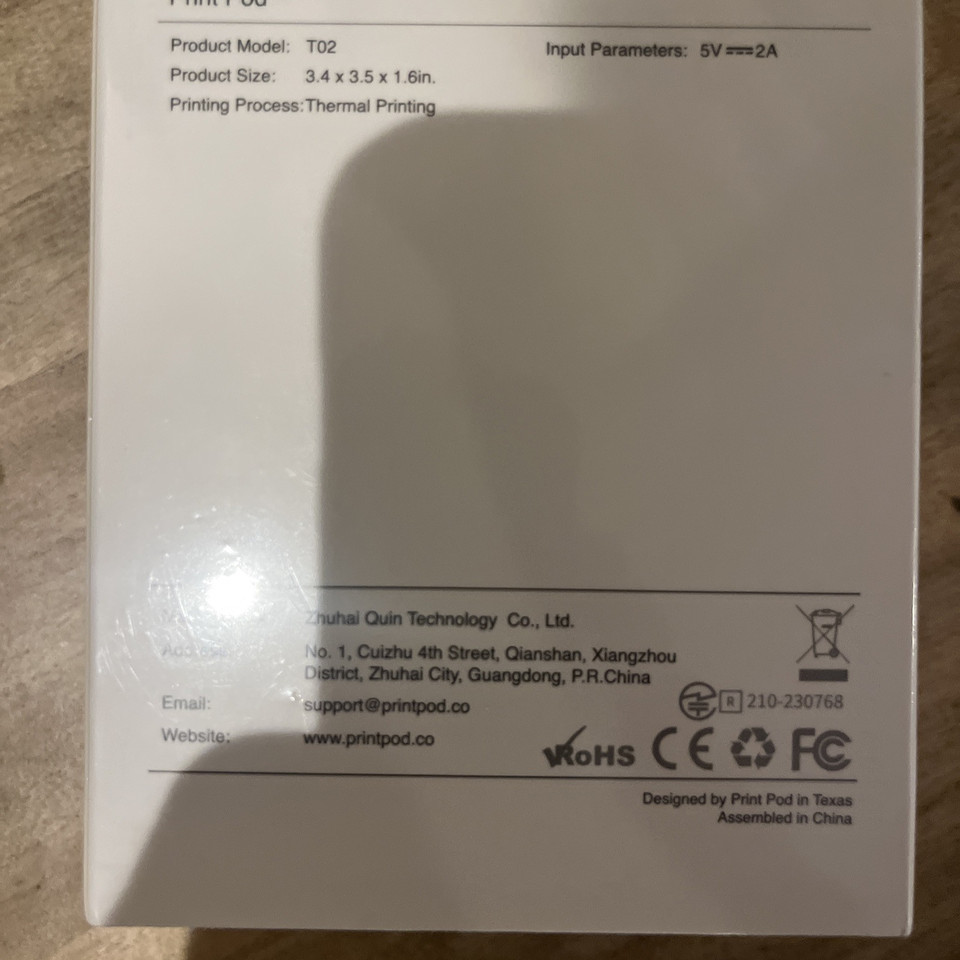 Print Pod
Product Model: T02
Input Parameters: 5V⎓2A
Product Size: 3.4 x 3.5 x 1.6in.
Printing Process:Thermal Printing
Zhuhai Quin Technology Co., Ltd.
No. 1, Cuizhu 4th Street, Qianshan, Xiangzhou
District, Zhuhai City, Guangdong, P.R.China
Email: support@printpod.co
R 210-230768
Website: www.printpod.co
RoHS CE FC
Designed by Print Pod in Texas
Assembled in China